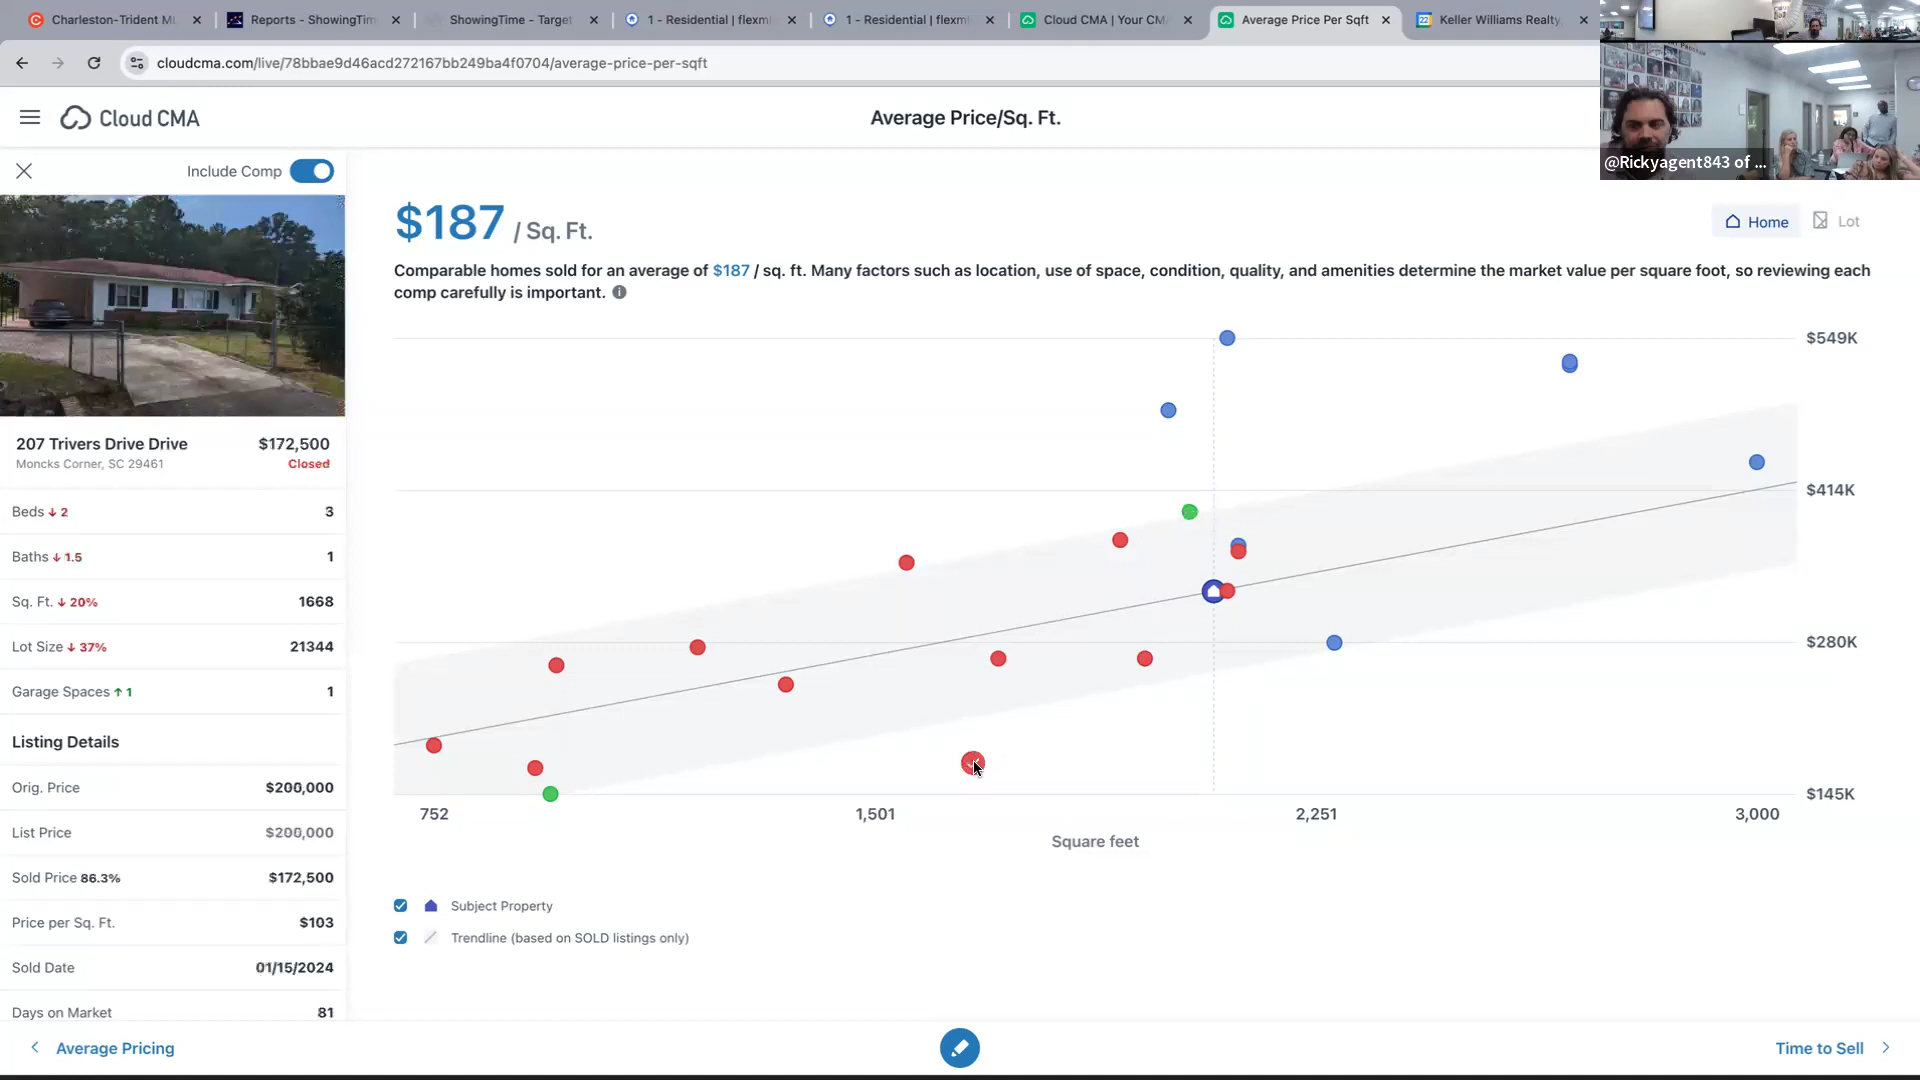 Charleston-Trident M
Reports - ShowingTim
ShowingTime - Target
1 - Residential | flexml
1 - Residential | flexml
Cloud CMA | Your CM
Average Price Per Sqft
Keller Williams Realty,
cloudcma.com/live/78bbae9d46acd272167bb249ba4f0704/average-price-per-sqft
Cloud CMA
Average Price/Sq. Ft.
@Rickyagent843 of ...
Include Comp
207 Trivers Drive Drive $172,500
Moncks Corner, SC 29461 Closed
Beds ↓ 2 3
Baths ↓ 1.5 1
Sq. Ft. ↓ 20% 1668
Lot Size ↓ 37% 21344
Garage Spaces ↑ 1 1
Listing Details
Orig. Price $200,000
List Price $200,000
Sold Price 86.3% $172,500
Price per Sq. Ft. $103
Sold Date 01/15/2024
Days on Market 81
$187 / Sq. Ft.
Home Lot
Comparable homes sold for an average of $187 / sq. ft. Many factors such as location, use of space, condition, quality, and amenities determine the market value per square foot, so reviewing each
comp carefully is important.
$549K
$414K
$280K
$145K
752 1,501 2,251 3,000
Square feet
Subject Property
Trendline (based on SOLD listings only)
Average Pricing
Time to Sell